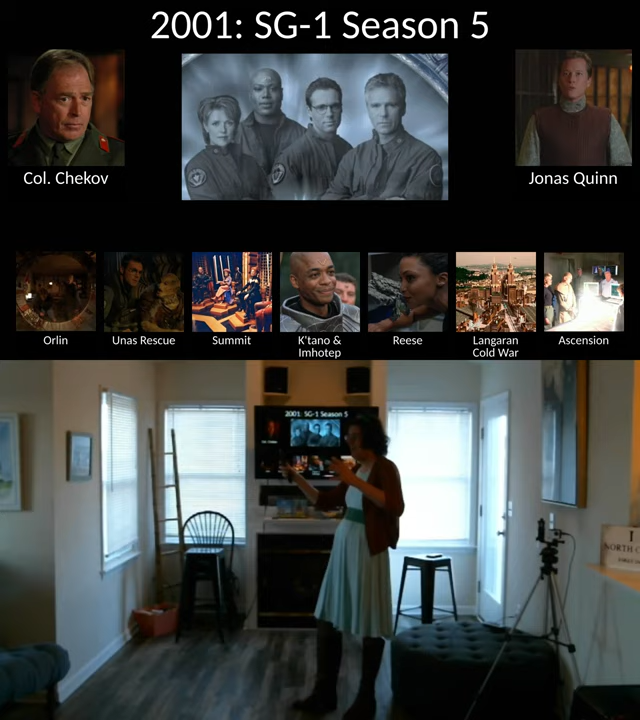 2001: SG-1 Season 5
Col. Chekov
Jonas Quinn
Orlin
Unas Rescue
Summit
K'tano &
Imhotep
Reese
Langaran
Cold War
Ascension
2001: SG-1 Season 5
NORTH